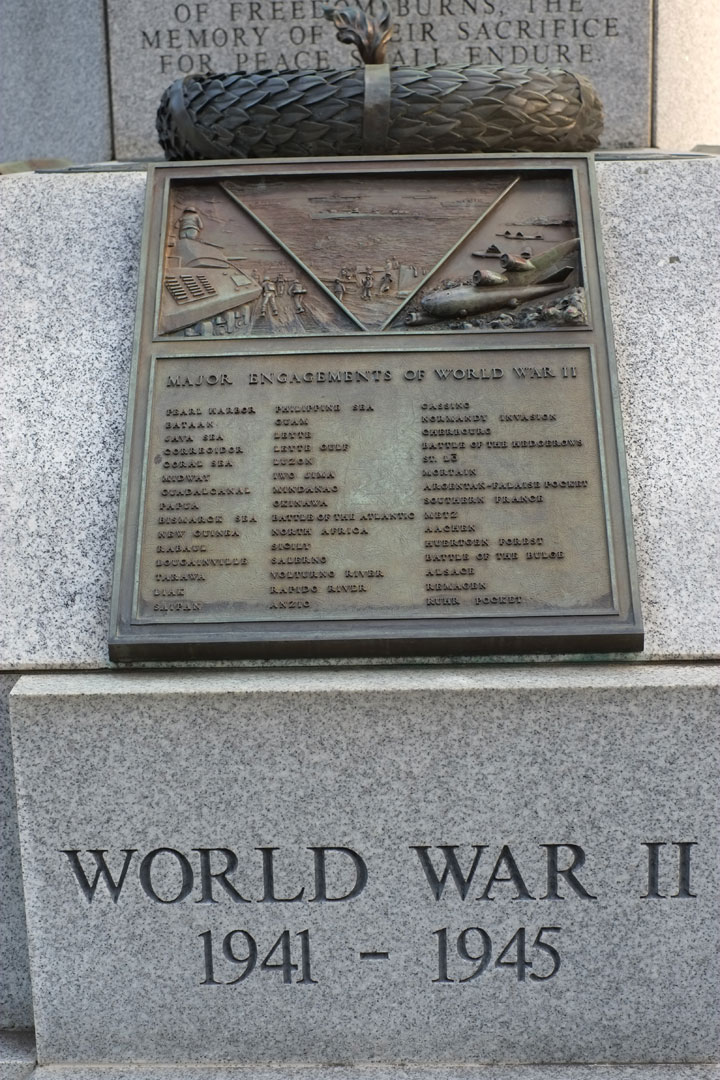 OF FREEDOM BURNS, THE
MEMORY OF THEIR SACRIFICE
FOR PEACE SHALL ENDURE.
MAJOR ENGAGEMENTS OF WORLD WAR II
PEARL HARBOR
BATAAN
JAVA SEA
CORREGIDOR
CORAL SEA
MIDWAY
GUADALCANAL
PAPUA
BISMARCK SEA
NEW GUINEA
RABAUL
BOUGAINVILLE
TARAWA
BIAK
SAIPAN
PHILIPPINE SEA
GUAM
LEYTE
LEYTE GULF
LUZON
IWO JIMA
MINDANAO
OKINAWA
BATTLE OF THE ATLANTIC
NORTH AFRICA
SICILY
SALERNO
VOLTURNO RIVER
RAPIDO RIVER
ANZIO
CASSINO
NORMANDY INVASION
CHERBOURG
BATTLE OF THE HEDGEROWS
ST. LO
MORTAIN
ARGENTAN-FALAISE POCKET
SOUTHERN FRANCE
METZ
AACHEN
HUERTGEN FOREST
BATTLE OF THE BULGE
ALSACE
REMAGEN
RUHR POCKET
WORLD WAR II
1941 - 1945